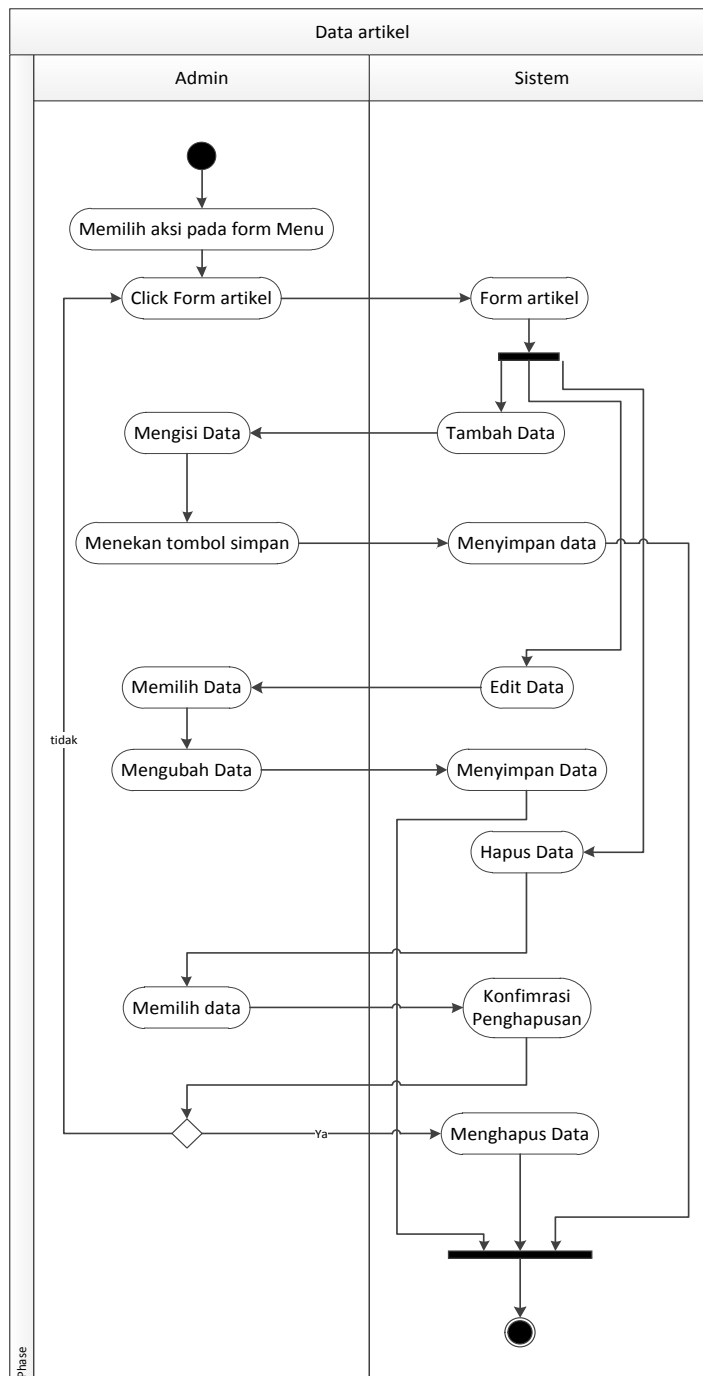 Data artikel
Admin
Sistem
Memilih aksi pada form Menu
Click Form artikel
Form artikel
Mengisi Data
Tambah Data
Menekan tombol simpan
Menyimpan data
Memilih Data
Edit Data
tidak
Mengubah Data
Menyimpan Data
Hapus Data
Memilih data
Konfimrasi
Penghapusan
Ya
Menghapus Data
Phase